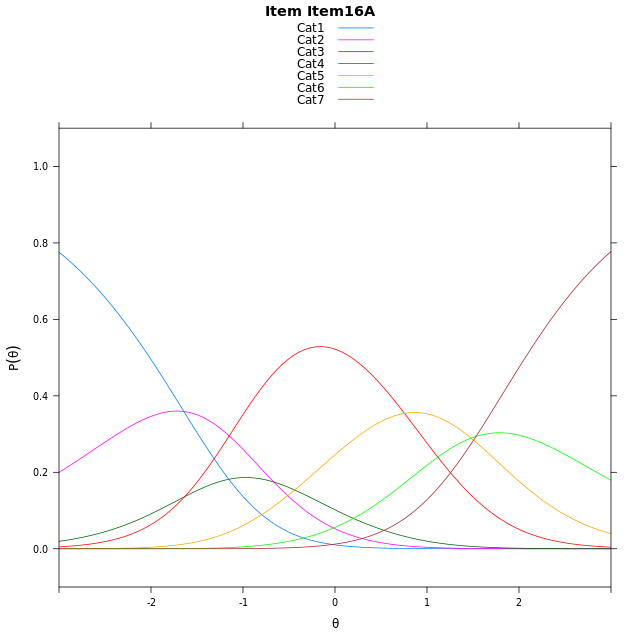 Item Item16A
Cat1
Cat2
Cat3
Cat4
Cat5
Cat6
Cat7
1.0
0.8
0.6
0.4
0.2
0.0
P(θ)
-2
-1
0
1
2
θ